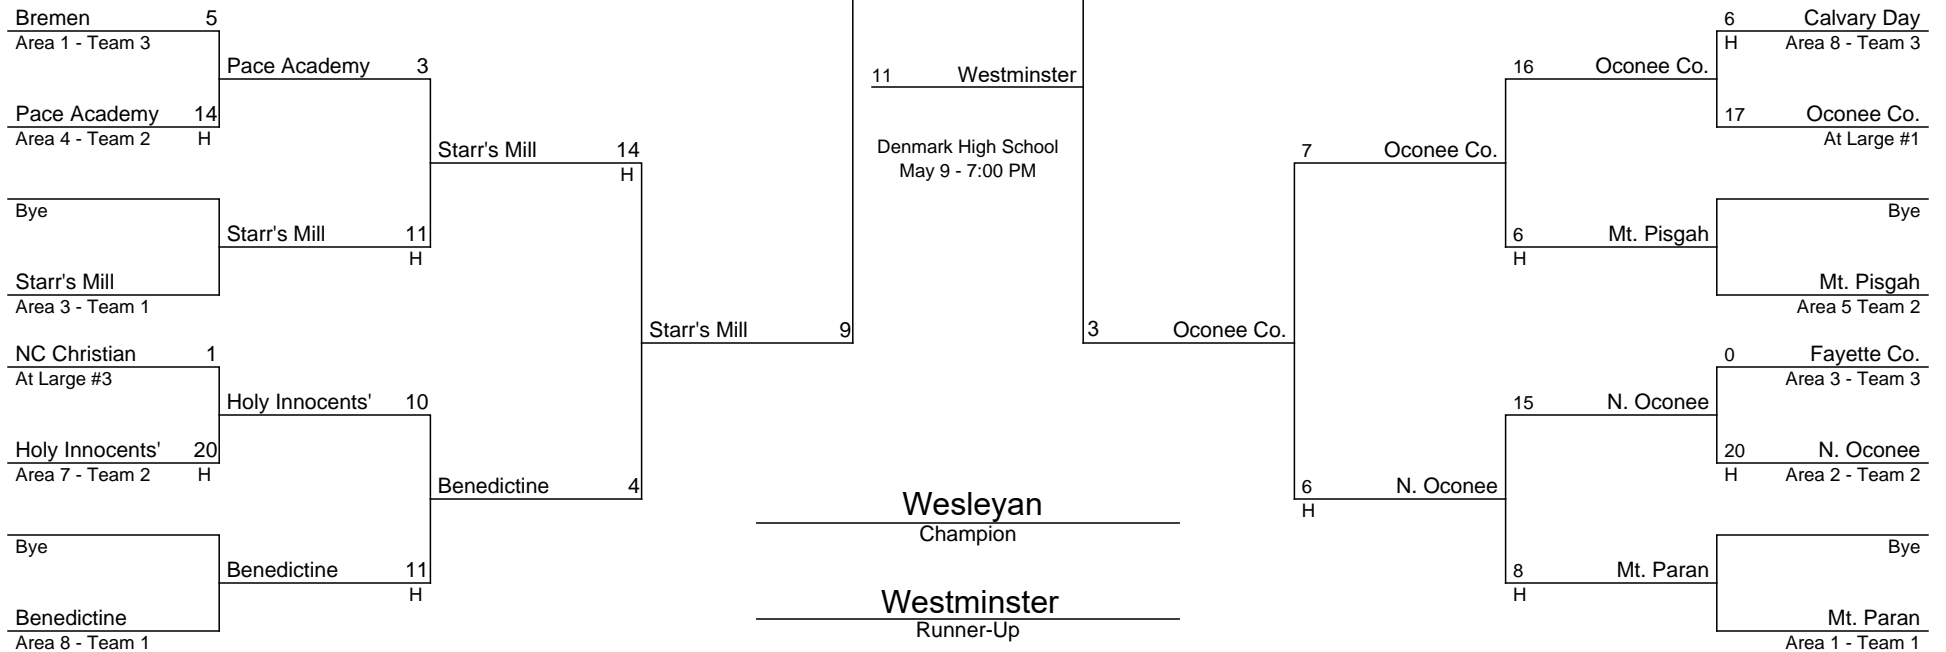 Bremen 5
Area 1 - Team 3
Pace Academy 3
Pace Academy 14
Area 4 - Team 2 H
Starr's Mill 14
H
Bye
Starr's Mill 11
H
Starr's Mill
Area 3 - Team 1
Starr's Mill 9
NC Christian 1
At Large #3
Holy Innocents' 10
Holy Innocents' 20
Area 7 - Team 2 H
Benedictine 4
Bye
Benedictine 11
H
Benedictine
Area 8 - Team 1
11 Westminster
Denmark High School
May 9 - 7:00 PM
Wesleyan
Champion
Westminster
Runner-Up
6 Calvary Day
H Area 8 - Team 3
16 Oconee Co.
17 Oconee Co.
At Large #1
7 Oconee Co.
Bye
6 Mt. Pisgah
H
Mt. Pisgah
Area 5 Team 2
3 Oconee Co.
0 Fayette Co.
Area 3 - Team 3
15 N. Oconee
20 N. Oconee
H Area 2 - Team 2
6 N. Oconee
H
Bye
8 Mt. Paran
H
Mt. Paran
Area 1 - Team 1